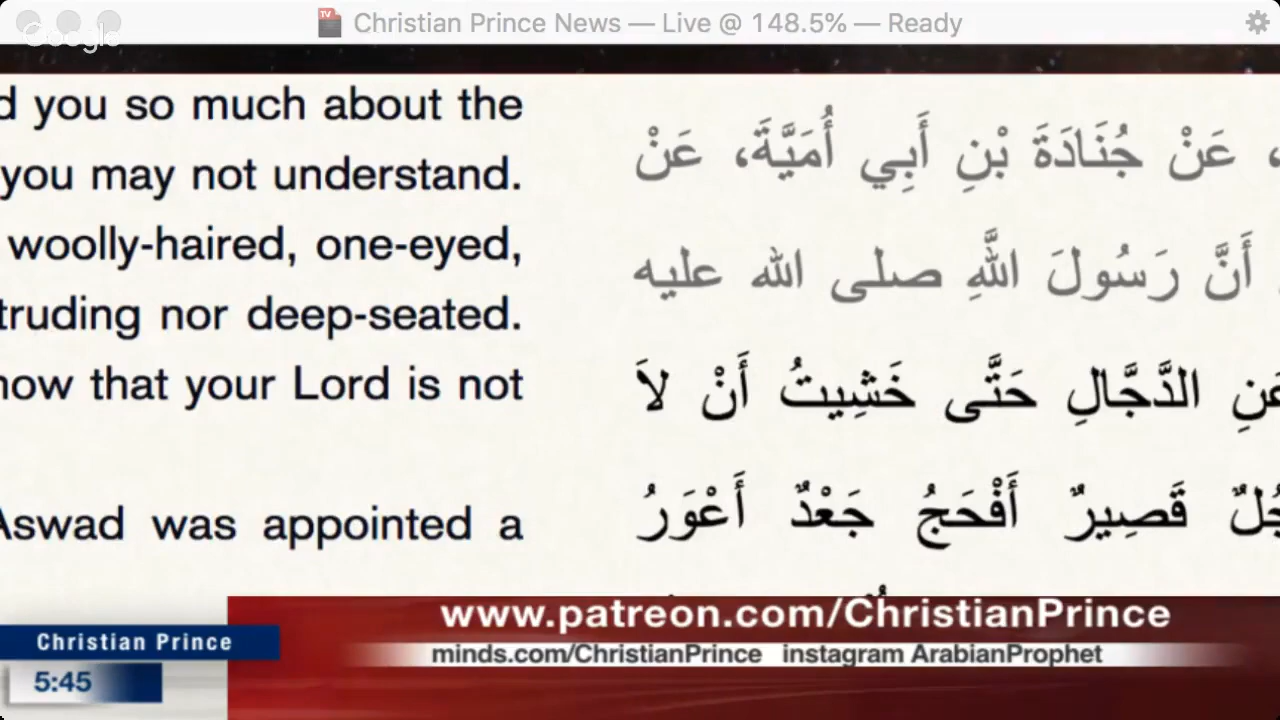 Christian Prince News — Live @ 148.5% — Ready
Google
d you so much about the
you may not understand.
woolly-haired, one-eyed,
truding nor deep-seated.
now that your Lord is not
Aswad was appointed a
، عَنْ جُنَادَةَ بْنِ أَبِي أُمَيَّةَ، عَنْ
أَنَّ رَسُولَ اللَّهِ صلى الله عليه
عَنِ الدَّجَّالِ حَتَّى خَشِيتُ أَنْ لاَ
جُلٌ قَصِيرٌ أَفْحَجُ جَعْدٌ أَعْوَرُ
www.patreon.com/ChristianPrince
minds.com/ChristianPrince instagram ArabianProphet
Christian Prince
5:45